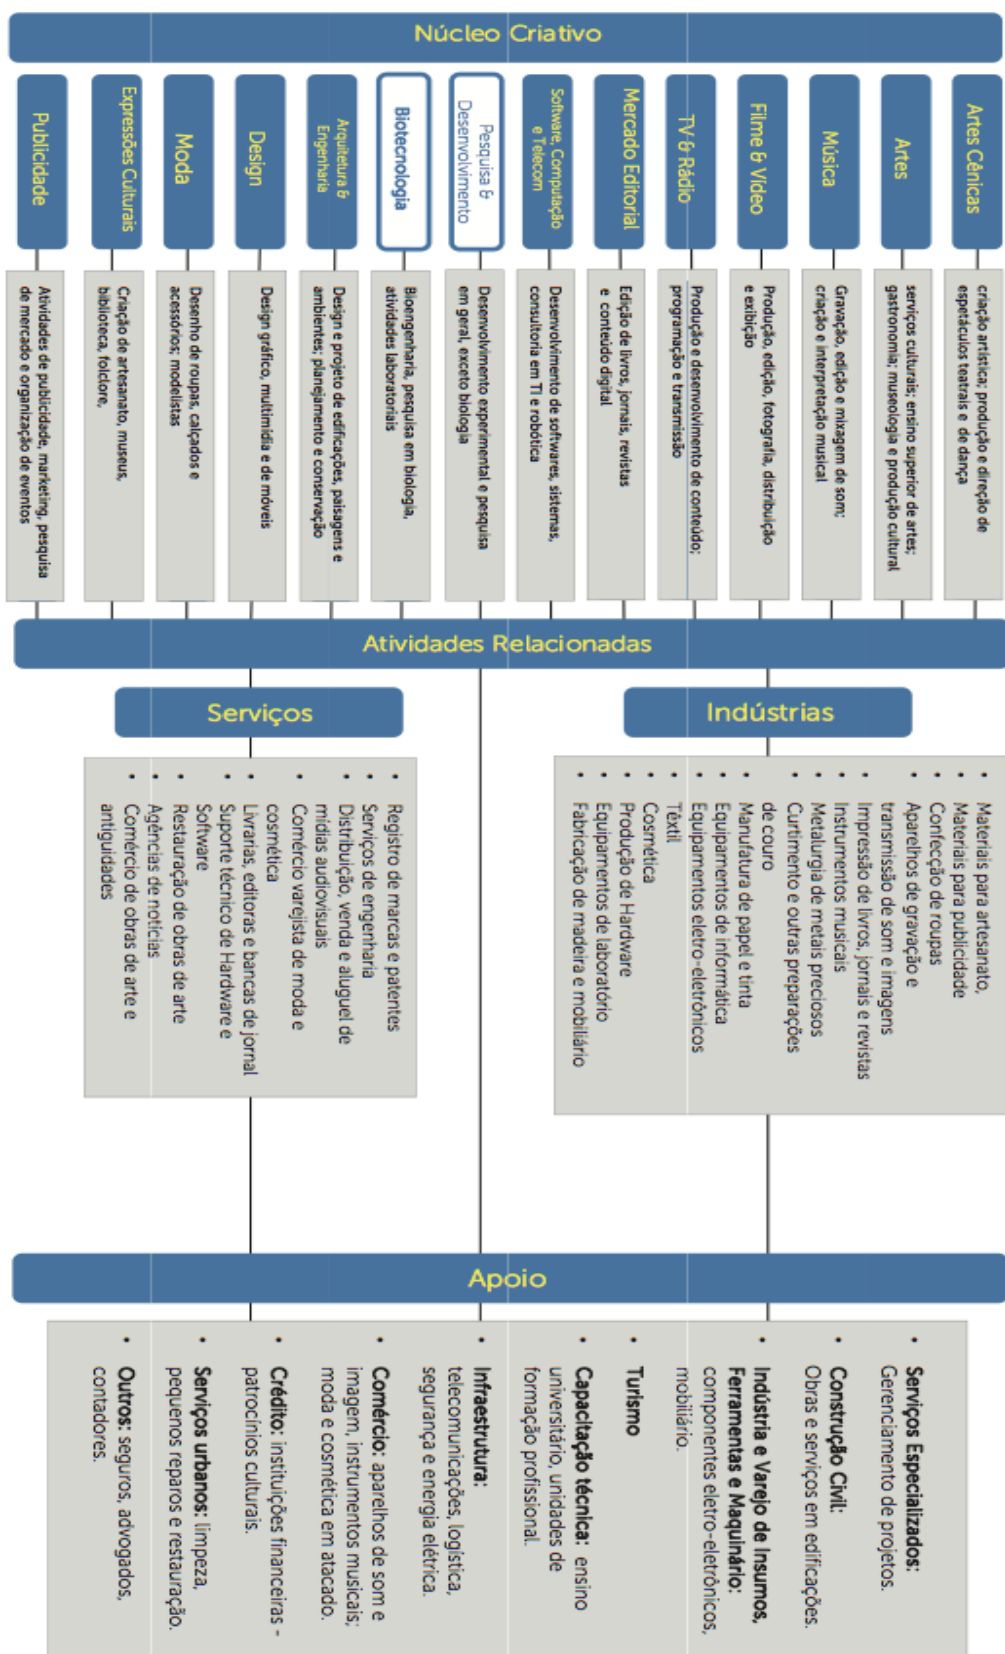 Núcleo Criativo
Publicidade
Atividades de publicidade, marketing, pesquisa
de mercado e organização de eventos
Expressões Culturais
Criação de artesanato, museus,
biblioteca, folclore,
Moda
Desenho de roupas, calçados e
acessórios; modelistas
Design
Design gráfico, multimídia e de móveis
Arquitetura &
Engenharia
Design e projeto de edificações, paisagens e
ambientes; planejamento e conservação
Biotecnologia
Bioengenharia, pesquisa em biologia,
atividades laboratoriais
Pesquisa &
Desenvolvimento
Desenvolvimento experimental e pesquisa
em geral, exceto biologia
Software, Computação
e Telecom
Desenvolvimento de softwares, sistemas,
consultoria em TI e robótica
Mercado Editorial
Edição de livros, jornais, revistas
e conteúdo digital
TV & Rádio
Produção e desenvolvimento de conteúdo;
programação e transmissão
Filme & Vídeo
Produção, edição, fotografia, distribuição
e exibição
Música
Gravação, edição e mixagem de som;
criação e interpretação musical
Artes
serviços culturais; ensino superior de artes;
gastronomia; museologia e produção cultural
Artes Cênicas
criação artística; produção e direção de
espetáculos teatrais e de dança
Atividades Relacionadas
Serviços
• Registro de marcas e patentes
• Serviços de engenharia
• Distribuição, venda e aluguel de
mídias audiovisuais
• Comércio varejista de moda e
cosmética
• Livrarias, editoras e bancas de jornal
• Suporte técnico de Hardware e
Software
• Restauração de obras de arte
• Agências de notícias
• Comércio de obras de arte e
antiguidades
Indústrias
• Materiais para artesanato,
• Materiais para publicidade
• Confecção de roupas
• Aparelhos de gravação e
transmissão de som e imagens
• Impressão de livros, jornais e revistas
• Instrumentos musicais
• Metalurgia de metais preciosos
• Curtimento e outras preparações
de couro
• Manufatura de papel e tinta
• Equipamentos de informática
• Equipamentos eletro-eletrônicos
• Têxtil
• Cosmética
• Produção de Hardware
• Equipamentos de laboratório
• Fabricação de madeira e mobiliário
Apoio
• Serviços Especializados:
Gerenciamento de projetos.
• Construção Civil:
Obras e serviços em edificações.
• Indústria e Varejo de Insumos,
Ferramentas e Maquinário:
componentes eletro-eletrônicos,
mobiliário.
• Turismo
• Capacitação técnica: ensino
universitário, unidades de
formação profissional.
• Infraestrutura:
telecomunicações, logística,
segurança e energia elétrica.
• Comércio: aparelhos de som e
imagem, instrumentos musicais;
moda e cosmética em atacado.
• Crédito: instituições financeiras –
patrocínios culturais.
• Serviços urbanos: limpeza,
pequenos reparos e restauração.
• Outros: seguros, advogados,
contadores.